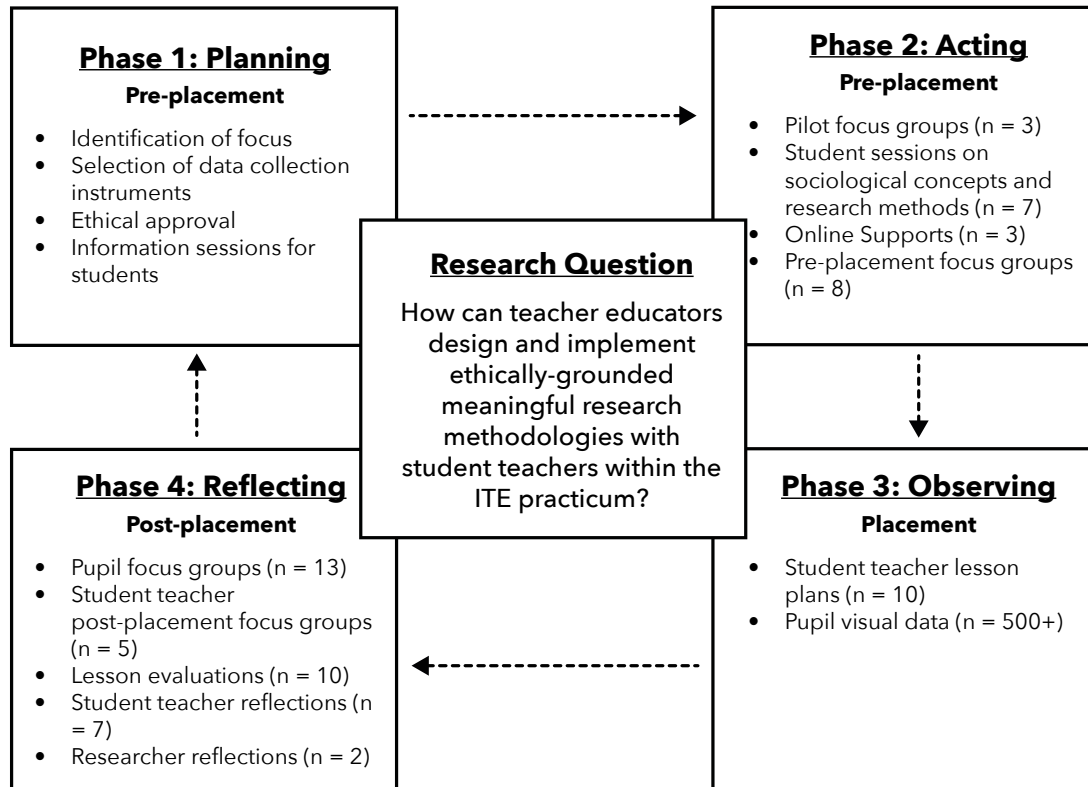 Phase 1: Planning
Pre-placement
• Identification of focus
• Selection of data collection
instruments
• Ethical approval
• Information sessions for
students
Phase 2: Acting
Pre-placement
• Pilot focus groups (n = 3)
• Student sessions on
sociological concepts and
research methods (n = 7)
• Online Supports (n = 3)
• Pre-placement focus groups
(n = 8)
Research Question
How can teacher educators
design and implement
ethically-grounded
meaningful research
methodologies with
student teachers within the
ITE practicum?
Phase 4: Reflecting
Post-placement
• Pupil focus groups (n = 13)
• Student teacher
post-placement focus groups
(n = 5)
• Lesson evaluations (n = 10)
• Student teacher reflections (n
= 7)
• Researcher reflections (n = 2)
Phase 3: Observing
Placement
• Student teacher lesson
plans (n = 10)
• Pupil visual data (n = 500+)